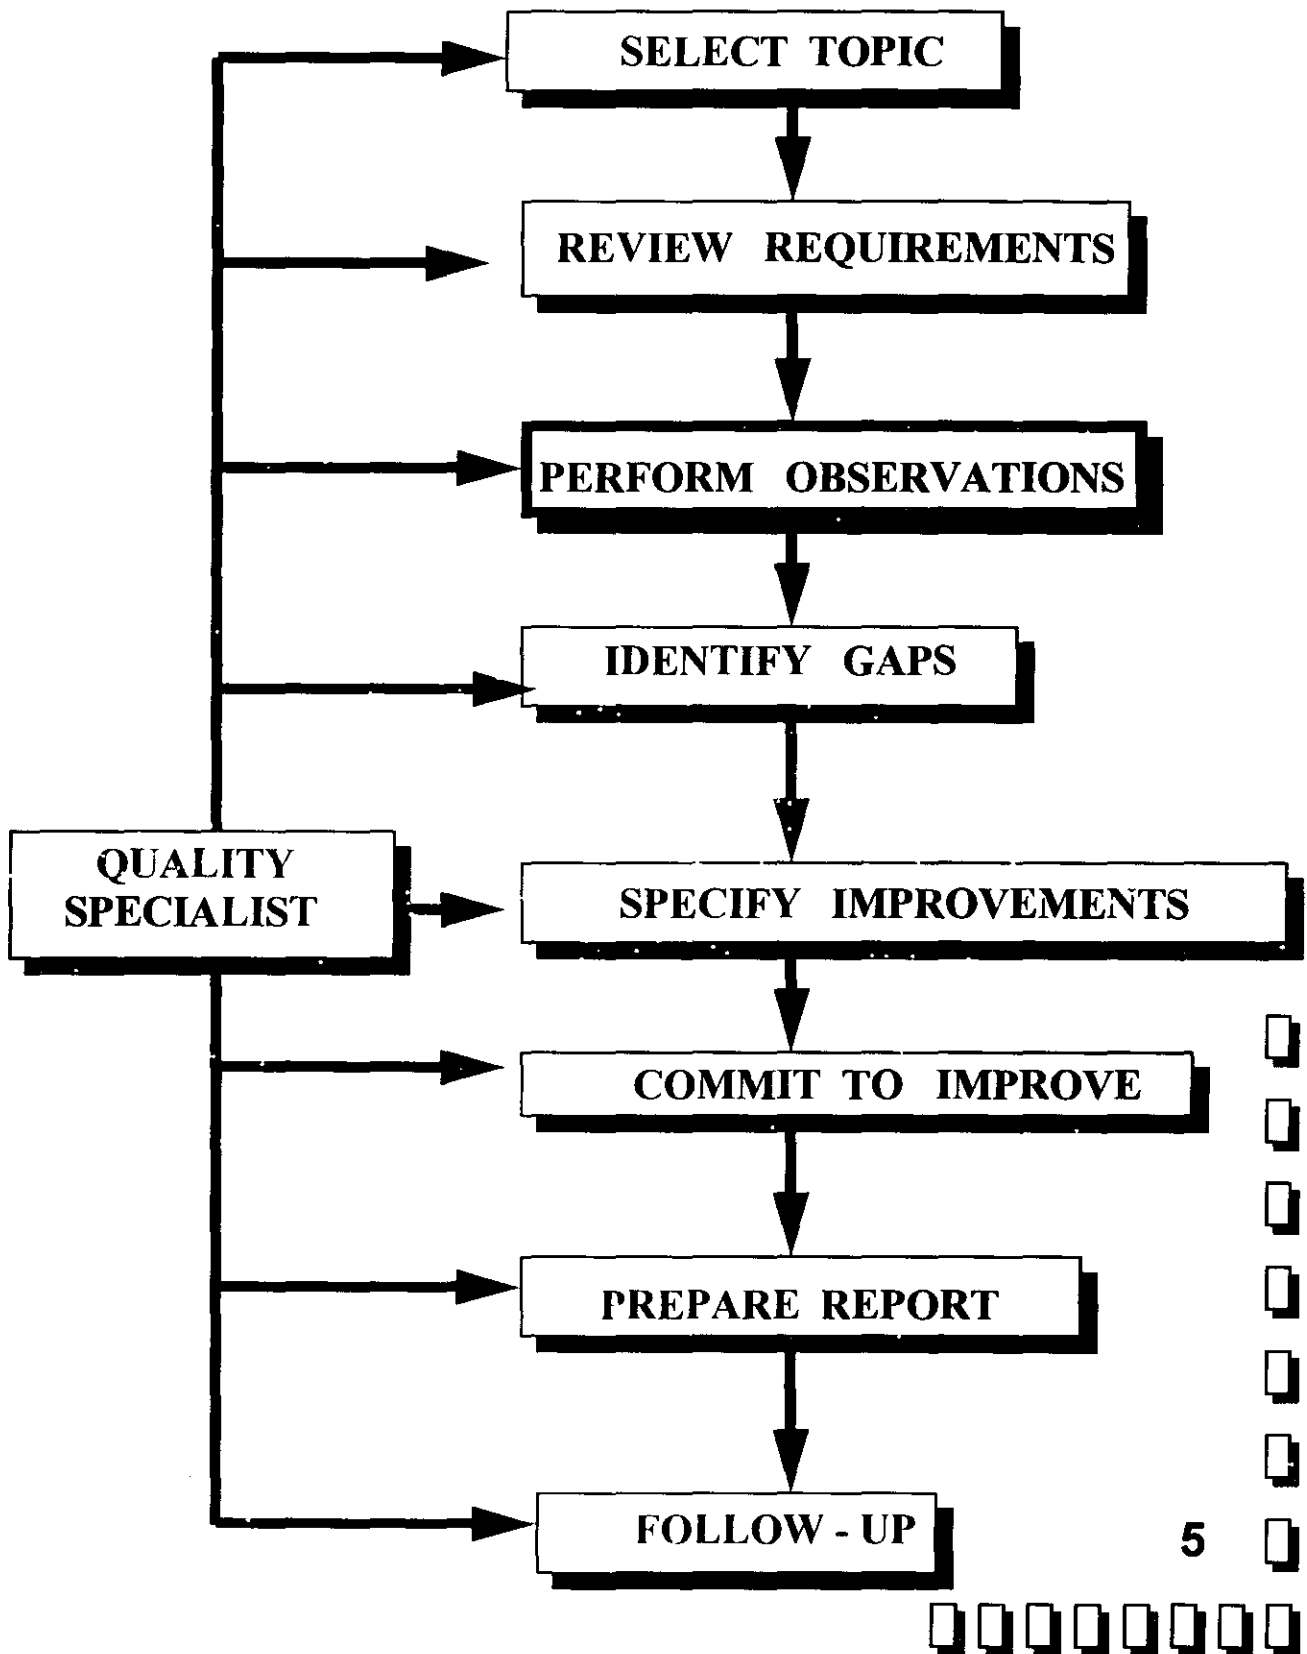 SELECT TOPIC
REVIEW REQUIREMENTS
PERFORM OBSERVATIONS
IDENTIFY GAPS
QUALITY
SPECIALIST
SPECIFY IMPROVEMENTS
COMMIT TO IMPROVE
PREPARE REPORT
FOLLOW - UP
5